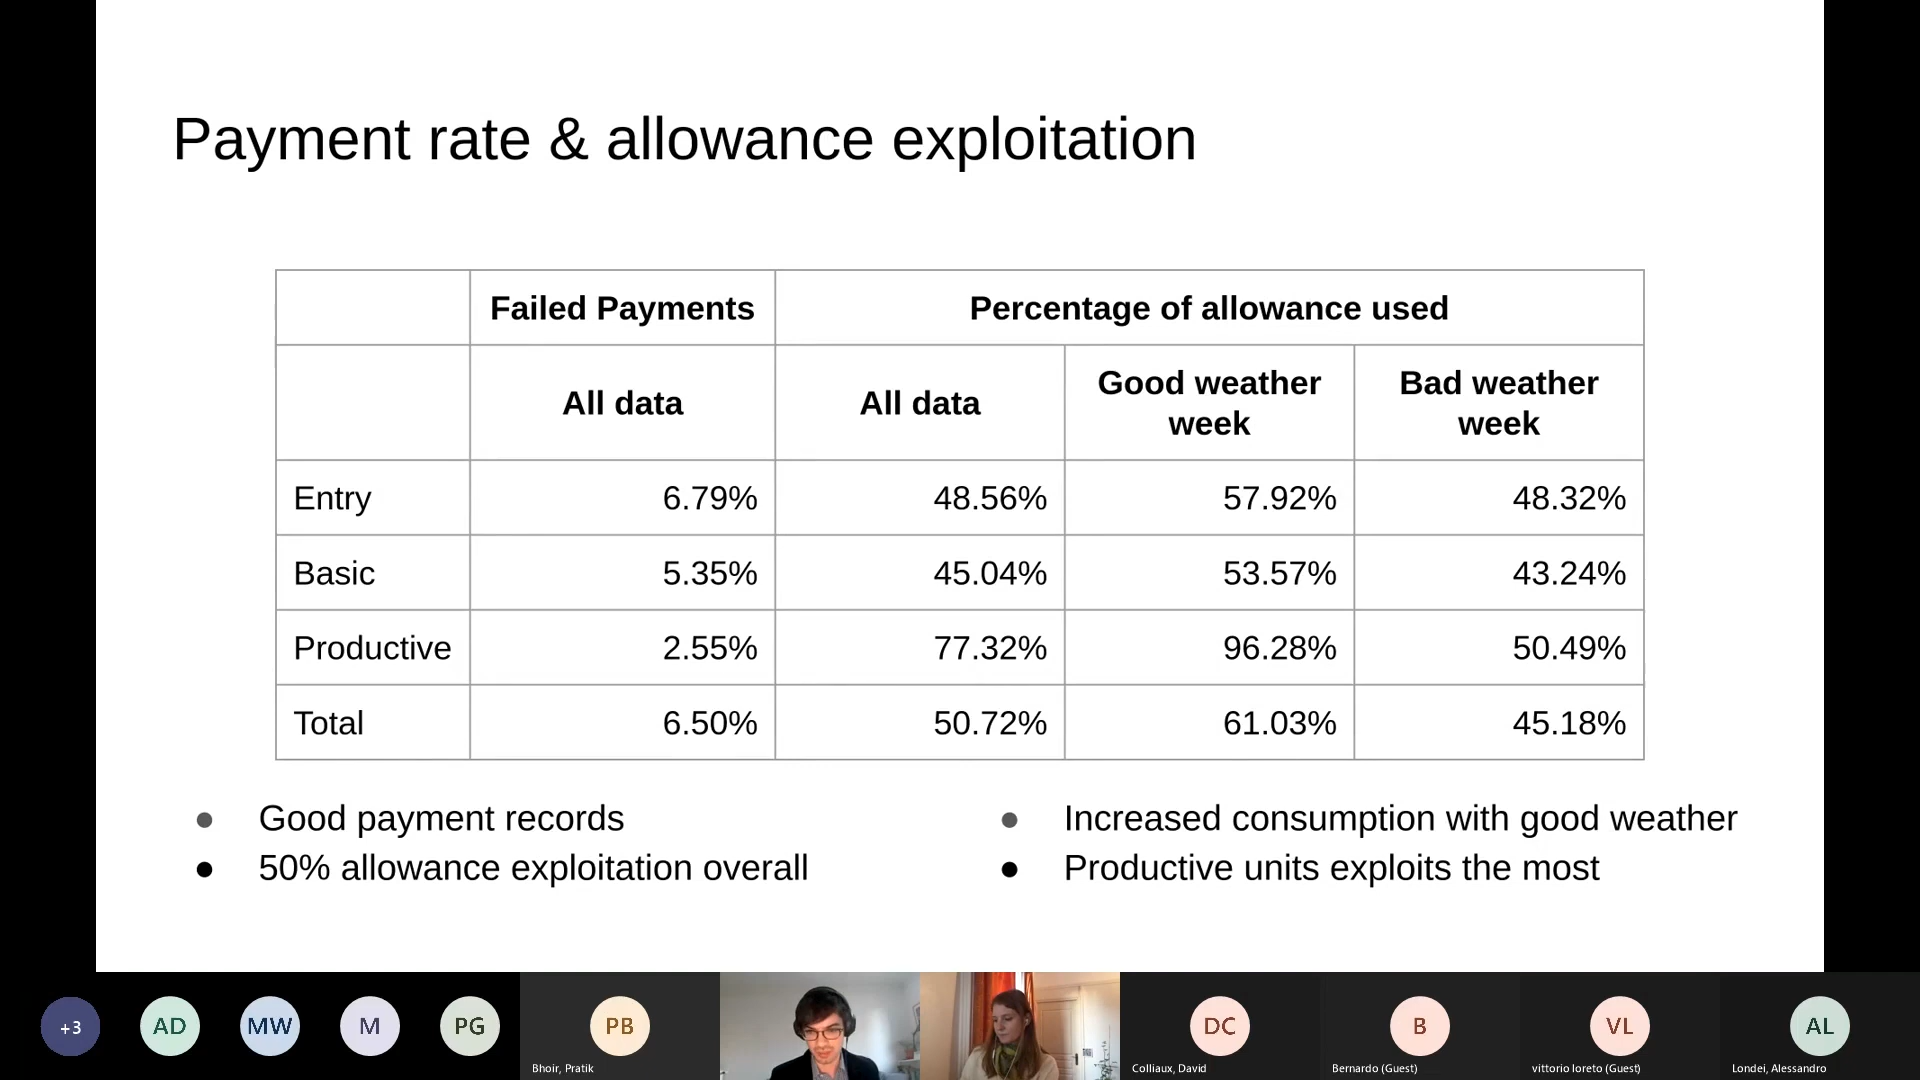 Payment rate & allowance exploitation
Failed Payments Percentage of allowance used
All data All data Good weather week Bad weather week
Entry 6.79% 48.56% 57.92% 48.32%
Basic 5.35% 45.04% 53.57% 43.24%
Productive 2.55% 77.32% 96.28% 50.49%
Total 6.50% 50.72% 61.03% 45.18%
Good payment records
50% allowance exploitation overall
Increased consumption with good weather
Productive units exploits the most
+3 AD MW M PG PB DC B VL AL
Bhoir, Pratik Colliaux, David Bernardo (Guest) vittorio loreto (Guest) Londei, Alessandro